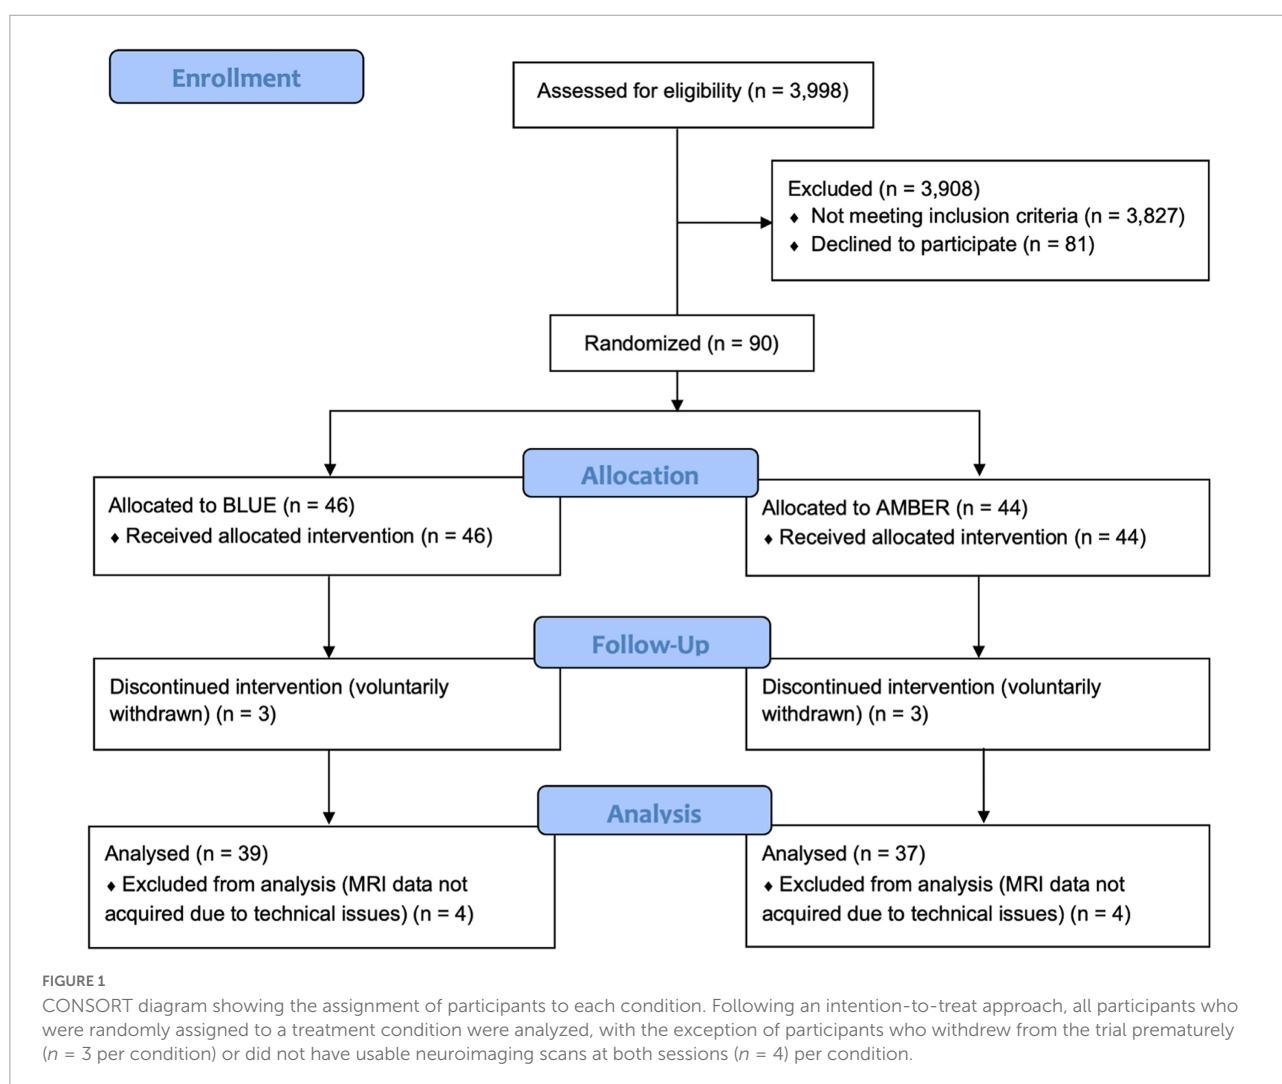 Enrollment
Assessed for eligibility (n = 3,998)
Excluded (n = 3,908)
♦ Not meeting inclusion criteria (n = 3,827)
♦ Declined to participate (n = 81)
Randomized (n = 90)
Allocation
Allocated to BLUE (n = 46)
♦ Received allocated intervention (n = 46)
Allocated to AMBER (n = 44)
♦ Received allocated intervention (n = 44)
Follow-Up
Discontinued intervention (voluntarily
withdrawn) (n = 3)
Discontinued intervention (voluntarily
withdrawn) (n = 3)
Analysis
Analysed (n = 39)
♦ Excluded from analysis (MRI data not
acquired due to technical issues) (n = 4)
Analysed (n = 37)
♦ Excluded from analysis (MRI data not
acquired due to technical issues) (n = 4)
FIGURE 1
CONSORT diagram showing the assignment of participants to each condition. Following an intention-to-treat approach, all participants who
were randomly assigned to a treatment condition were analyzed, with the exception of participants who withdrew from the trial prematurely
(n = 3 per condition) or did not have usable neuroimaging scans at both sessions (n = 4) per condition.